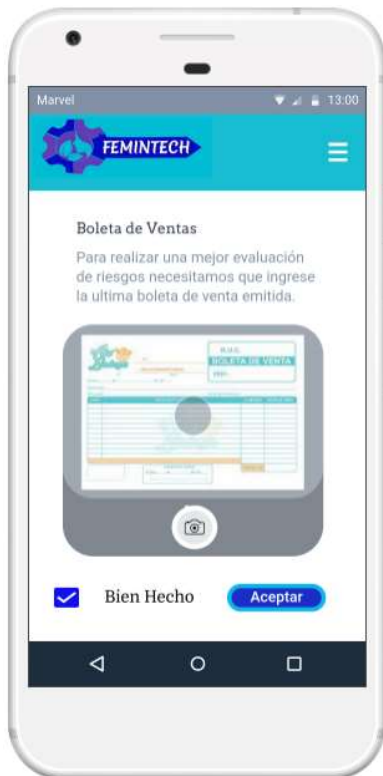 Marvel
13:00
FEMINTECH
Boleta de Ventas
Para realizar una mejor evaluación
de riesgos necesitamos que ingrese
la ultima boleta de venta emitida.
R.U.C.
BOLETA DE VENTA
Bien Hecho
Aceptar